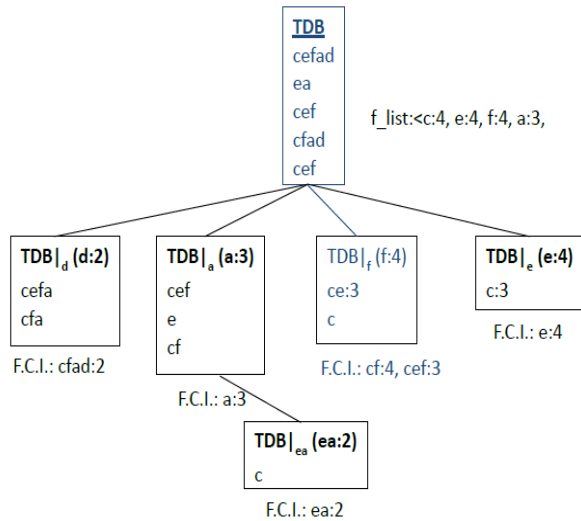 TDB
cefad
ea
cef
cfad
cef
f_list:<c:4, e:4, f:4, a:3,
TDB|d (d:2)
cefa
cfa
F.C.I.: cfad:2
TDB|a (a:3)
cef
e
cf
F.C.I.: a:3
TDB|f (f:4)
ce:3
c
F.C.I.: cf:4, cef:3
TDB|e (e:4)
c:3
F.C.I.: e:4
TDB|ea (ea:2)
c
F.C.I.: ea:2